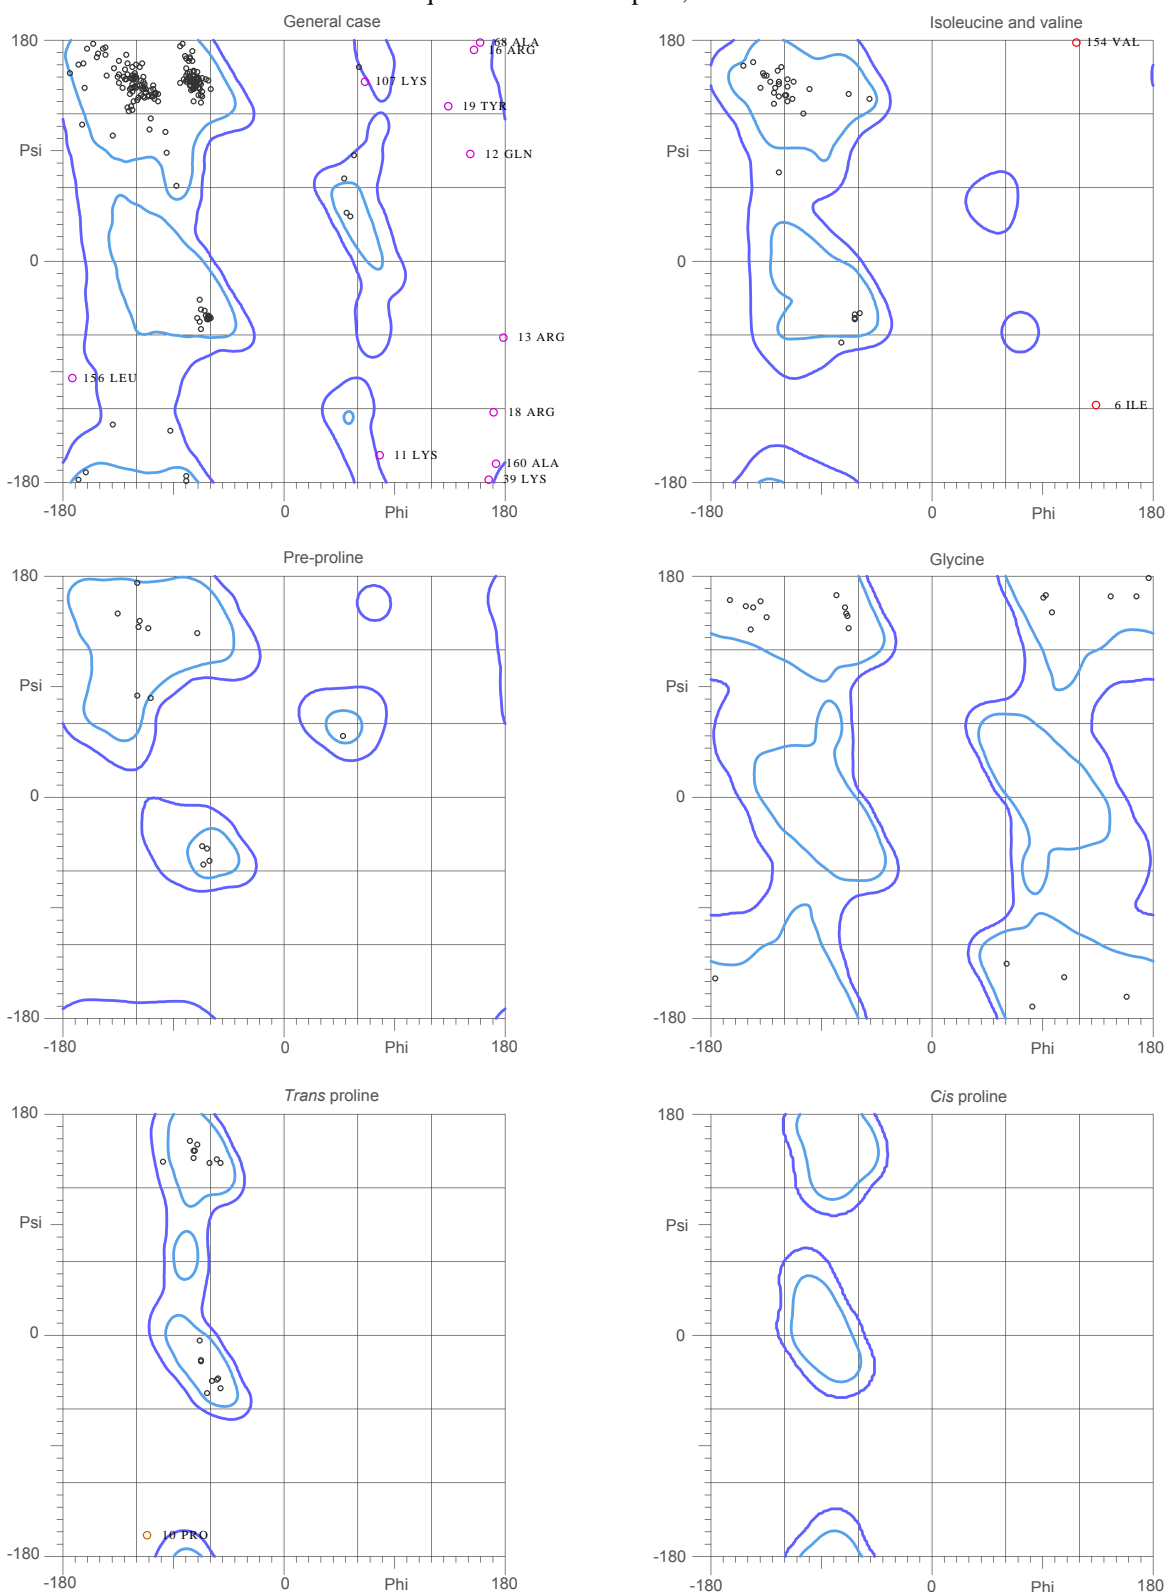 General case
180
Psi
0
-180
-180
0
Phi
180
68 ALA
16 ARG
107 LYS
19 TYR
12 GLN
13 ARG
156 LEU
18 ARG
11 LYS
160 ALA
39 LYS
Isoleucine and valine
180
Psi
0
-180
-180
0
Phi
180
154 VAL
6 ILE
Pre-proline
180
Psi
0
-180
-180
0
Phi
180
Glycine
180
Psi
0
-180
-180
0
Phi
180
Trans proline
180
Psi
0
-180
-180
0
Phi
180
10 PRO
Cis proline
180
Psi
0
-180
-180
0
Phi
180